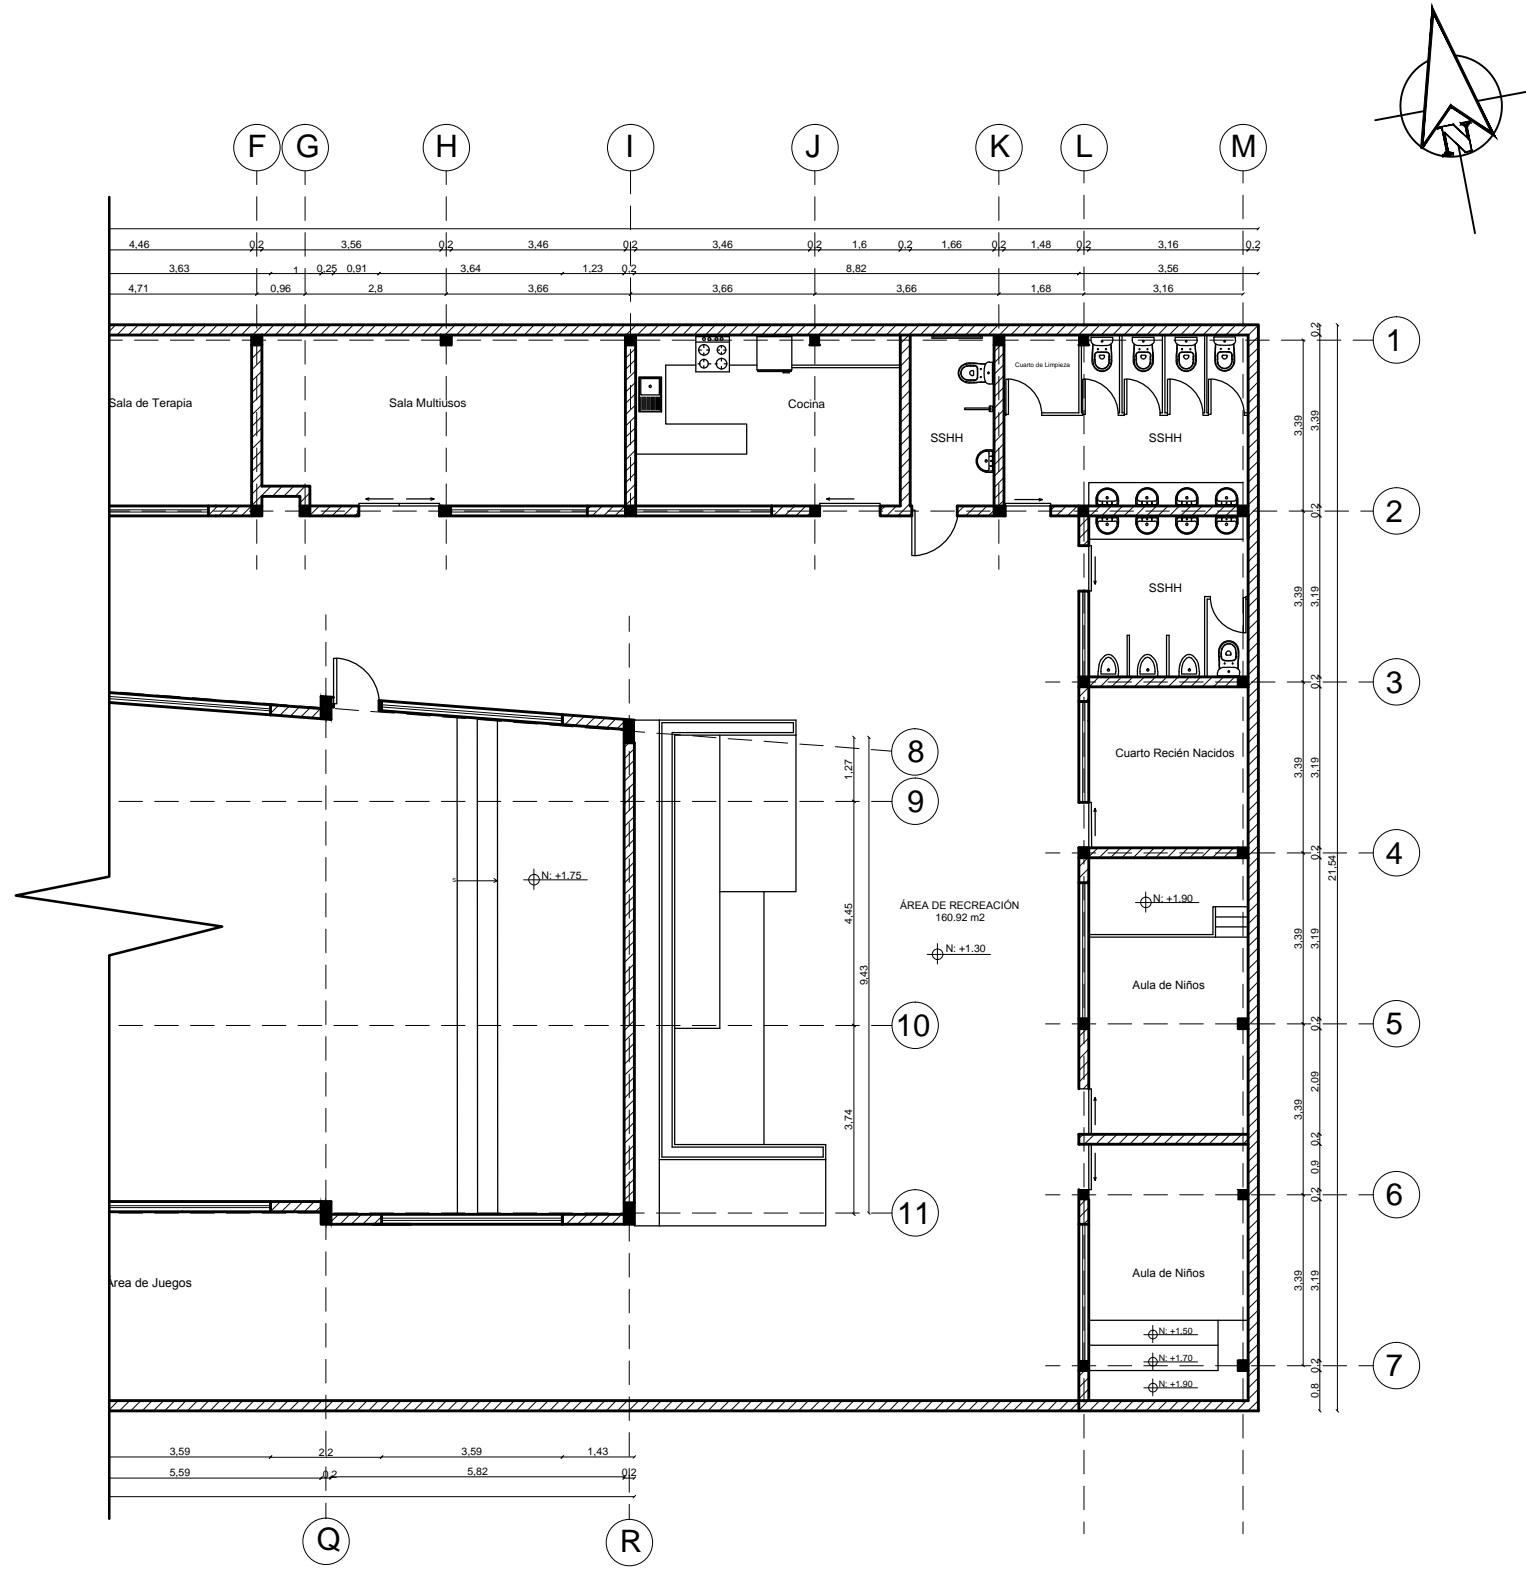 N
F G H I J K L M
4,46 0,2 3,56 0,2 3,46 0,2 3,46 0,2 1,6 0,2 1,66 0,2 1,48 0,2 3,16 0,2
3,63 1 0,25 0,91 3,64 1,23 0,2 8,82 3,56
4,71 0,96 2,8 3,66 3,66 3,66 1,68 3,16
1
2
3
4
5
6
7
0,2
3,39 3,39
0,2
3,39 3,19
0,2
3,39 3,19
0,2
21,54
3,39 3,19
0,2
3,39 2,09
0,2
0,9
0,2
3,39 3,19
0,2
0,8
Sala de Terapia
Sala Multiusos
Cocina
SSHH
Cuarto de Limpieza
SSHH
SSHH
Cuarto Recién Nacidos
8
9
10
11
1,27
4,45
9,43
3,74
S
N: +1.75
ÁREA DE RECREACIÓN
160.92 m2
N: +1.30
N: +1.90
Aula de Niños
Aula de Niños
N: +1.50
N: +1.70
N: +1.90
Área de Juegos
3,59 2,2 3,59 1,43
5,59 0,2 5,82 0,2
Q R